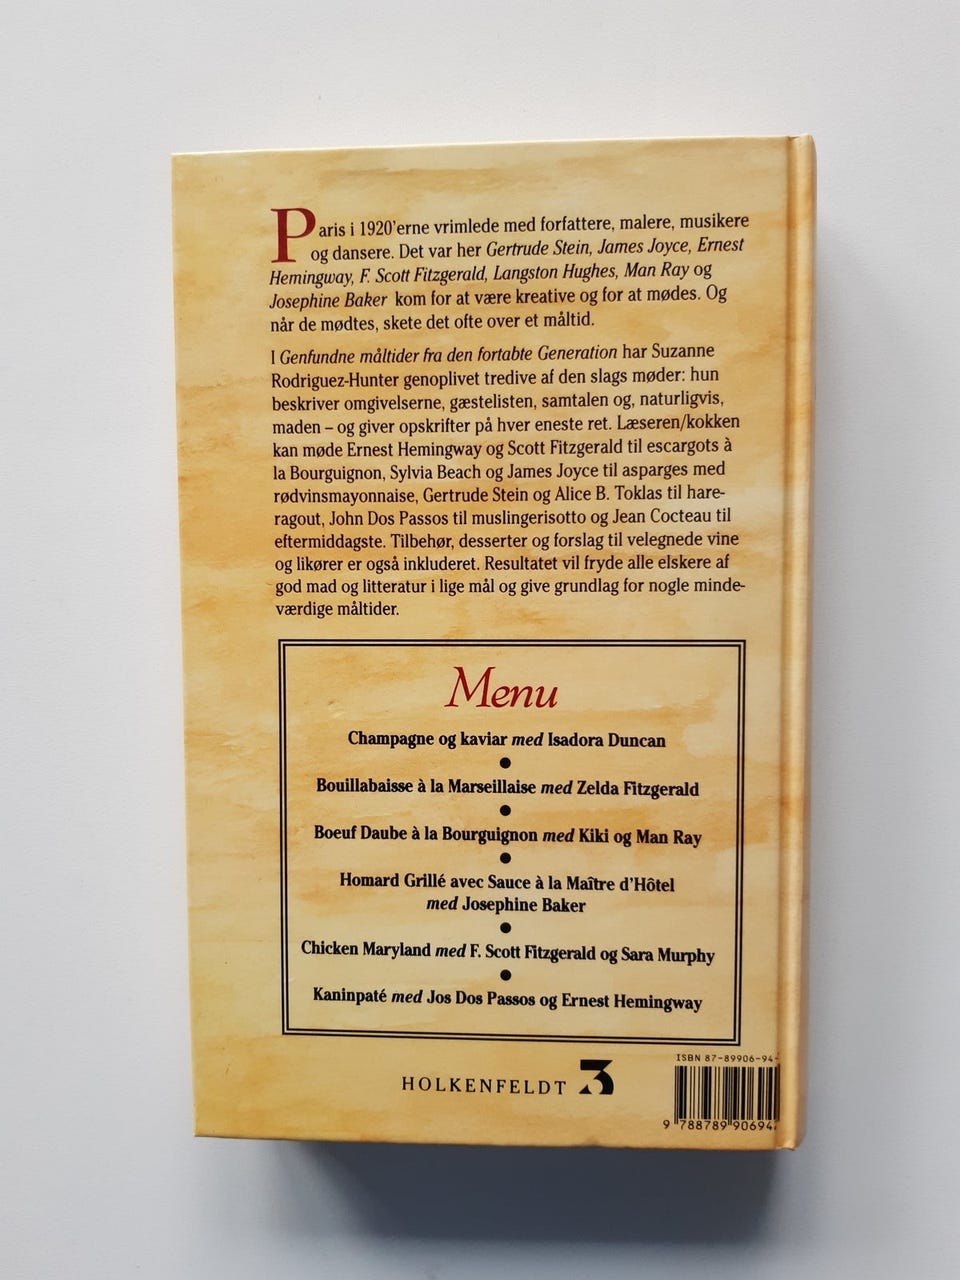 Paris i 1920'erne vrimlede med forfattere, malere, musikere
og dansere. Det var her Gertrude Stein, James Joyce, Ernest
Hemingway, F. Scott Fitzgerald, Langston Hughes, Man Ray og
Josephine Baker kom for at være kreative og for at mødes. Og
når de mødtes, skete det ofte over et måltid.
I Genfundne måltider fra den fortabte Generation har Suzanne
Rodriguez-Hunter genoplivet tredive af den slags møder: hun
beskriver omgivelserne, gæstelisten, samtalen og, naturligvis,
maden – og giver opskrifter på hver eneste ret. Læseren/kokken
kan møde Ernest Hemingway og Scott Fitzgerald til escargots à
la Bourguignon, Sylvia Beach og James Joyce til asparges med
rødvinsmayonnaise, Gertrude Stein og Alice B. Toklas til hare-
ragout, John Dos Passos til muslingerisotto og Jean Cocteau til
eftermiddagste. Tilbehør, desserter og forslag til velegnede vine
og likører er også inkluderet. Resultatet vil fryde alle elskere af
god mad og litteratur i lige mål og give grundlag for nogle minde-
værdige måltider.
Menu
Champagne og kaviar med Isadora Duncan
Bouillabaisse à la Marseillaise med Zelda Fitzgerald
Boeuf Daube à la Bourguignon med Kiki og Man Ray
Homard Grillé avec Sauce à la Maître d'Hôtel
med Josephine Baker
Chicken Maryland med F. Scott Fitzgerald og Sara Murphy
Kaninpaté med Jos Dos Passos og Ernest Hemingway
ISBN 87-89906-94-
HOLKENFELDT 3
9 788789 90694